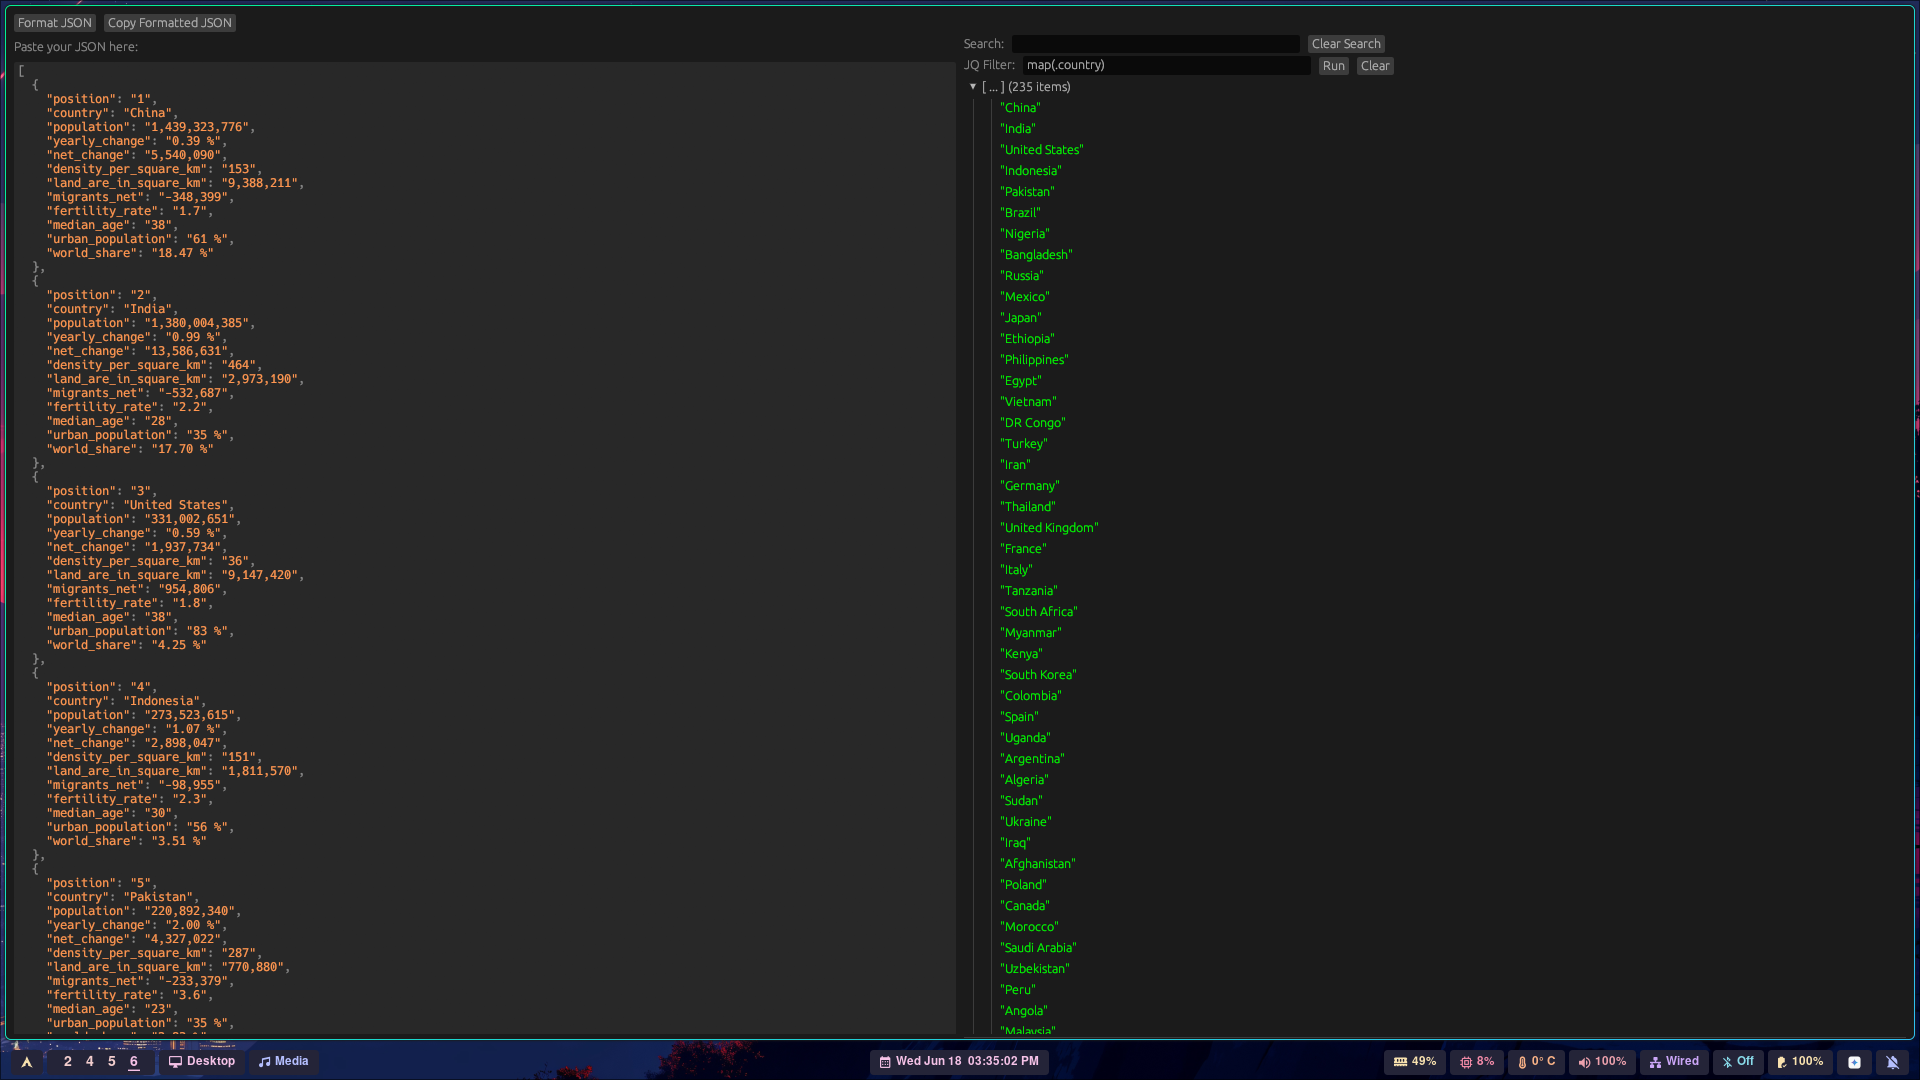 Format JSON Copy Formatted JSON
Paste your JSON here:
[
{
"position": "1",
"country": "China",
"population": "1,439,323,776",
"yearly_change": "0.39 %",
"net_change": "5,540,090",
"density_per_square_km": "153",
"land_are_in_square_km": "9,388,211",
"migrants_net": "-348,399",
"fertility_rate": "1.7",
"median_age": "38",
"urban_population": "61 %",
"world_share": "18.47 %"
},
{
"position": "2",
"country": "India",
"population": "1,380,004,385",
"yearly_change": "0.99 %",
"net_change": "13,586,631",
"density_per_square_km": "464",
"land_are_in_square_km": "2,973,190",
"migrants_net": "-532,687",
"fertility_rate": "2.2",
"median_age": "28",
"urban_population": "35 %",
"world_share": "17.70 %"
},
{
"position": "3",
"country": "United States",
"population": "331,002,651",
"yearly_change": "0.59 %",
"net_change": "1,937,734",
"density_per_square_km": "36",
"land_are_in_square_km": "9,147,420",
"migrants_net": "954,806",
"fertility_rate": "1.8",
"median_age": "38",
"urban_population": "83 %",
"world_share": "4.25 %"
},
{
"position": "4",
"country": "Indonesia",
"population": "273,523,615",
"yearly_change": "1.07 %",
"net_change": "2,898,047",
"density_per_square_km": "151",
"land_are_in_square_km": "1,811,570",
"migrants_net": "-98,955",
"fertility_rate": "2.3",
"median_age": "30",
"urban_population": "56 %",
"world_share": "3.51 %"
},
{
"position": "5",
"country": "Pakistan",
"population": "220,892,340",
"yearly_change": "2.00 %",
"net_change": "4,327,022",
"density_per_square_km": "287",
"land_are_in_square_km": "770,880",
"migrants_net": "-233,379",
"fertility_rate": "3.6",
"median_age": "23",
"urban_population": "35 %",
Search: Clear Search
JQ Filter: map(.country) Run Clear
[ ... ] (235 items)
"China"
"India"
"United States"
"Indonesia"
"Pakistan"
"Brazil"
"Nigeria"
"Bangladesh"
"Russia"
"Mexico"
"Japan"
"Ethiopia"
"Philippines"
"Egypt"
"Vietnam"
"DR Congo"
"Turkey"
"Iran"
"Germany"
"Thailand"
"United Kingdom"
"France"
"Italy"
"Tanzania"
"South Africa"
"Myanmar"
"Kenya"
"South Korea"
"Colombia"
"Spain"
"Uganda"
"Argentina"
"Algeria"
"Sudan"
"Ukraine"
"Iraq"
"Afghanistan"
"Poland"
"Canada"
"Morocco"
"Saudi Arabia"
"Uzbekistan"
"Peru"
"Angola"
"Malaysia"
2 4 5 6 Desktop Media Wed Jun 18 03:35:02 PM 49% 8% 0° C 100% Wired Off 100%